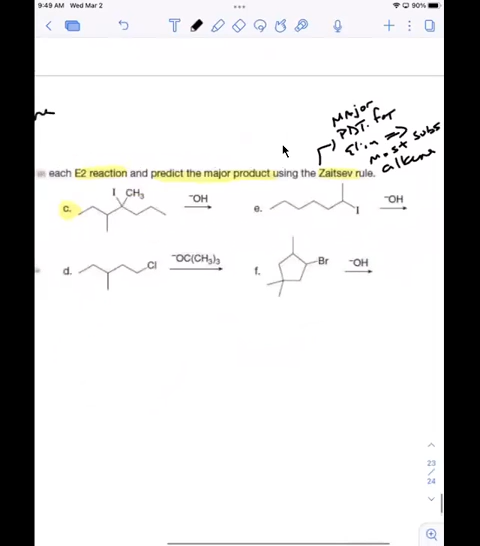 9:49 AM Wed Mar 2
90%
Major
PDT. for
Elim =>
most subs
alkene
each E2 reaction and predict the major product using the Zaitsev rule.
I CH₃
c.
⁻OH
e.
I
⁻OH
d.
Cl
⁻OC(CH₃)₃
f.
Br
⁻OH
23
/
24